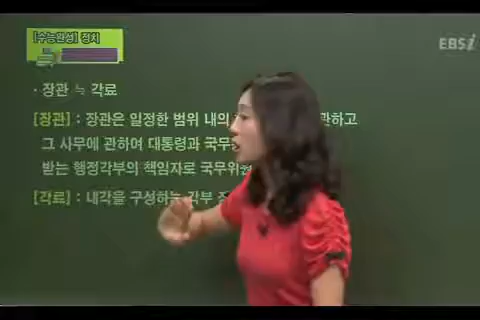 [수능완성] 정치
EBSi
· 장관 ≒ 각료
[장관] : 장관은 일정한 범위 내의 관하고
그 사무에 관하여 대통령과 국무
받는 행정각부의 책임자로 국무위원
[각료] : 내각을 구성하는 각부